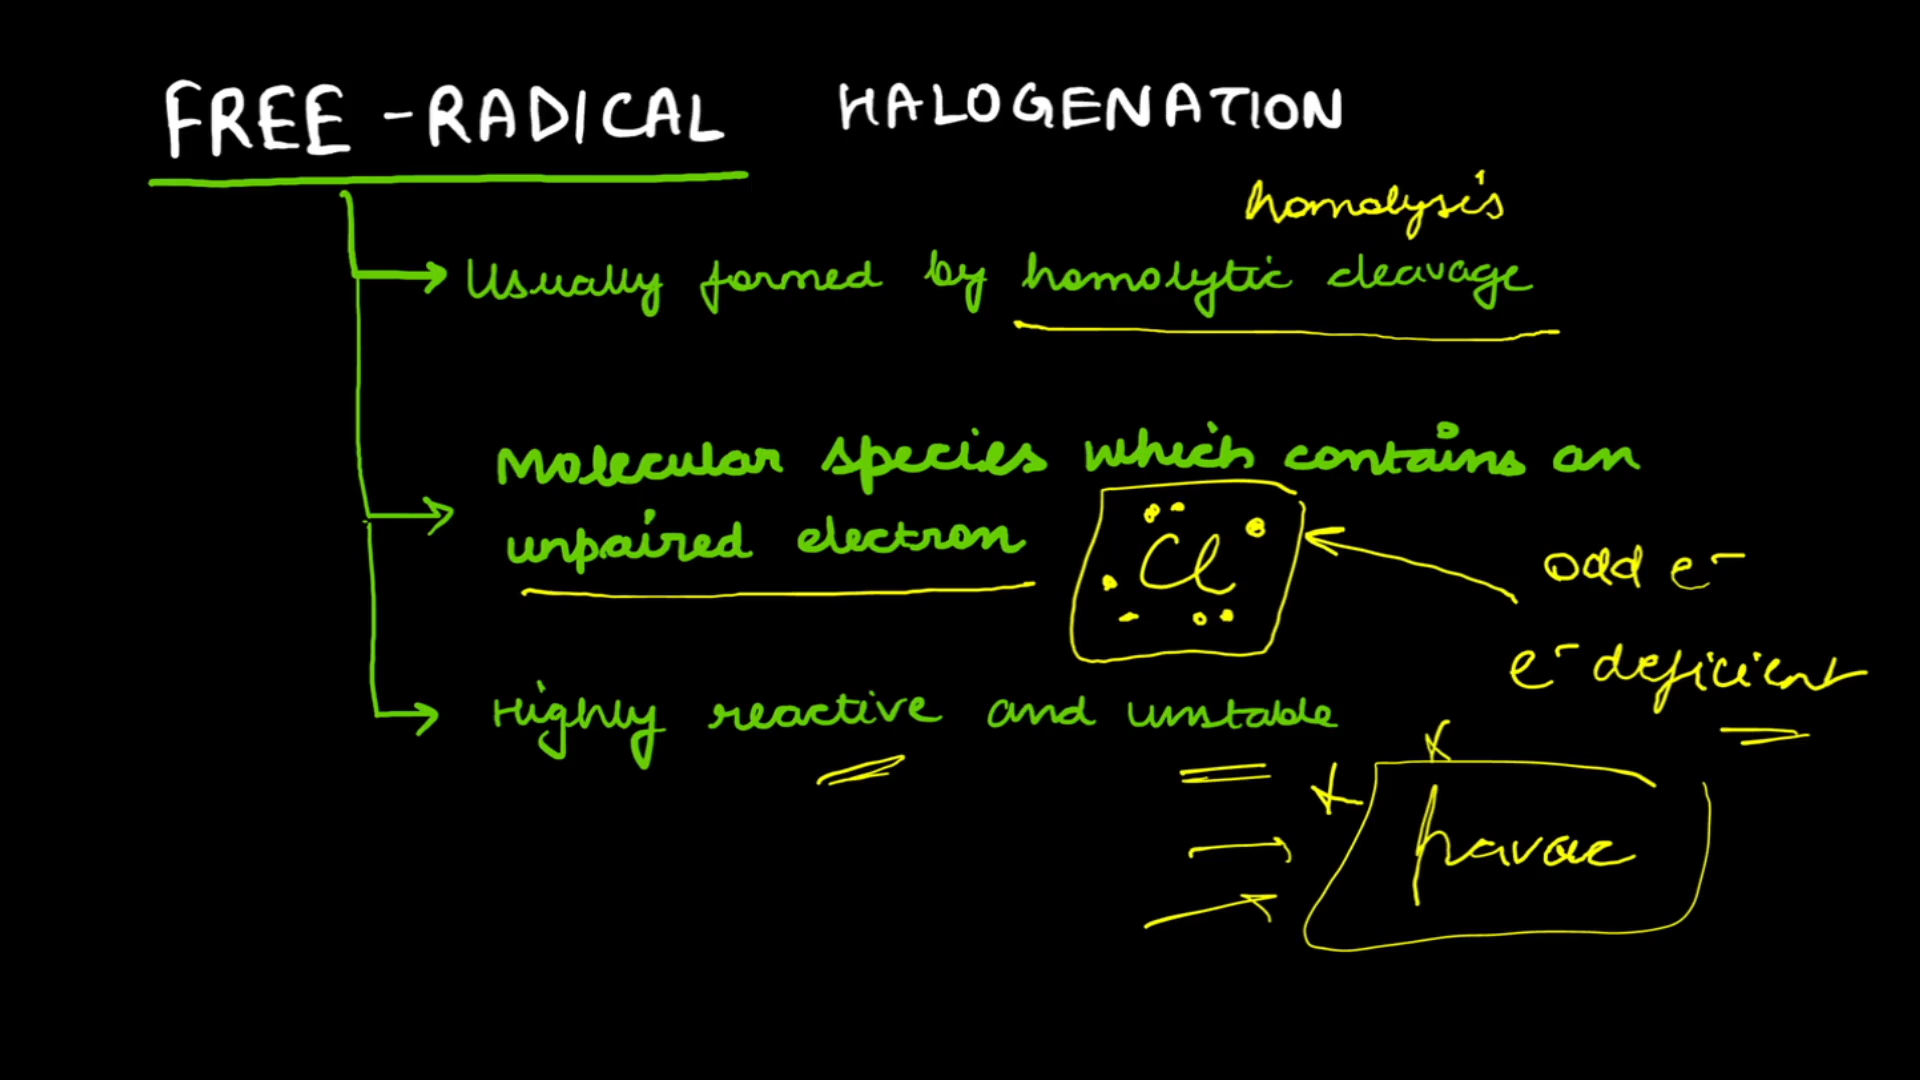 FREE-RADICAL HALOGENATION
homolysis
Usually formed by homolytic cleavage
Molecular species which contains an
unpaired electron
Cl
odd e⁻
e⁻ deficient
Highly reactive and unstable